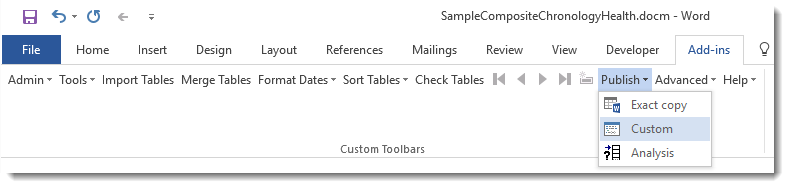 SampleCompositeChronologyHealth.docm - Word
File Home Insert Design Layout References Mailings Review View Developer Add-ins
Admin Tools Import Tables Merge Tables Format Dates Sort Tables Check Tables Publish Advanced Help
Exact copy
Custom
Analysis
Custom Toolbars